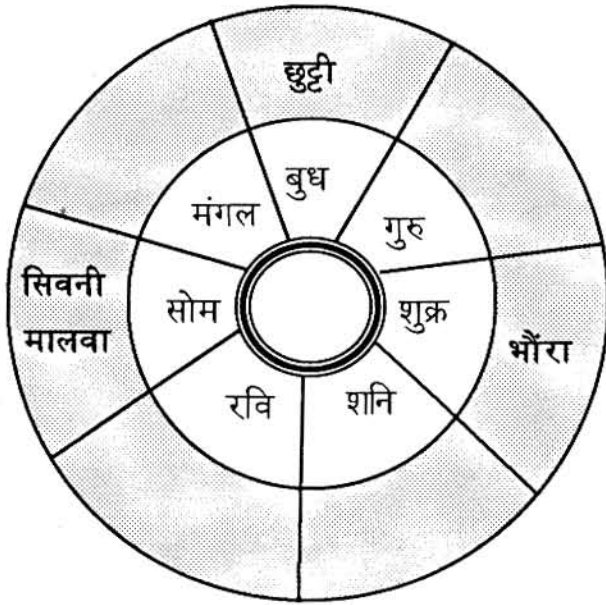 छुट्टी
बुध
मंगल
गुरु
सिवनी
मालवा
सोम
शुक्र
भौंरा
रवि
शनि